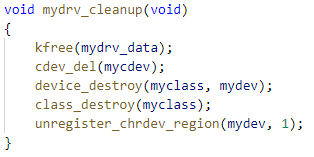 void mydrv_cleanup(void)
{
    kfree(mydrv_data);
    cdev_del(mycdev);
    device_destroy(myclass, mydev);
    class_destroy(myclass);
    unregister_chrdev_region(mydev, 1);
}